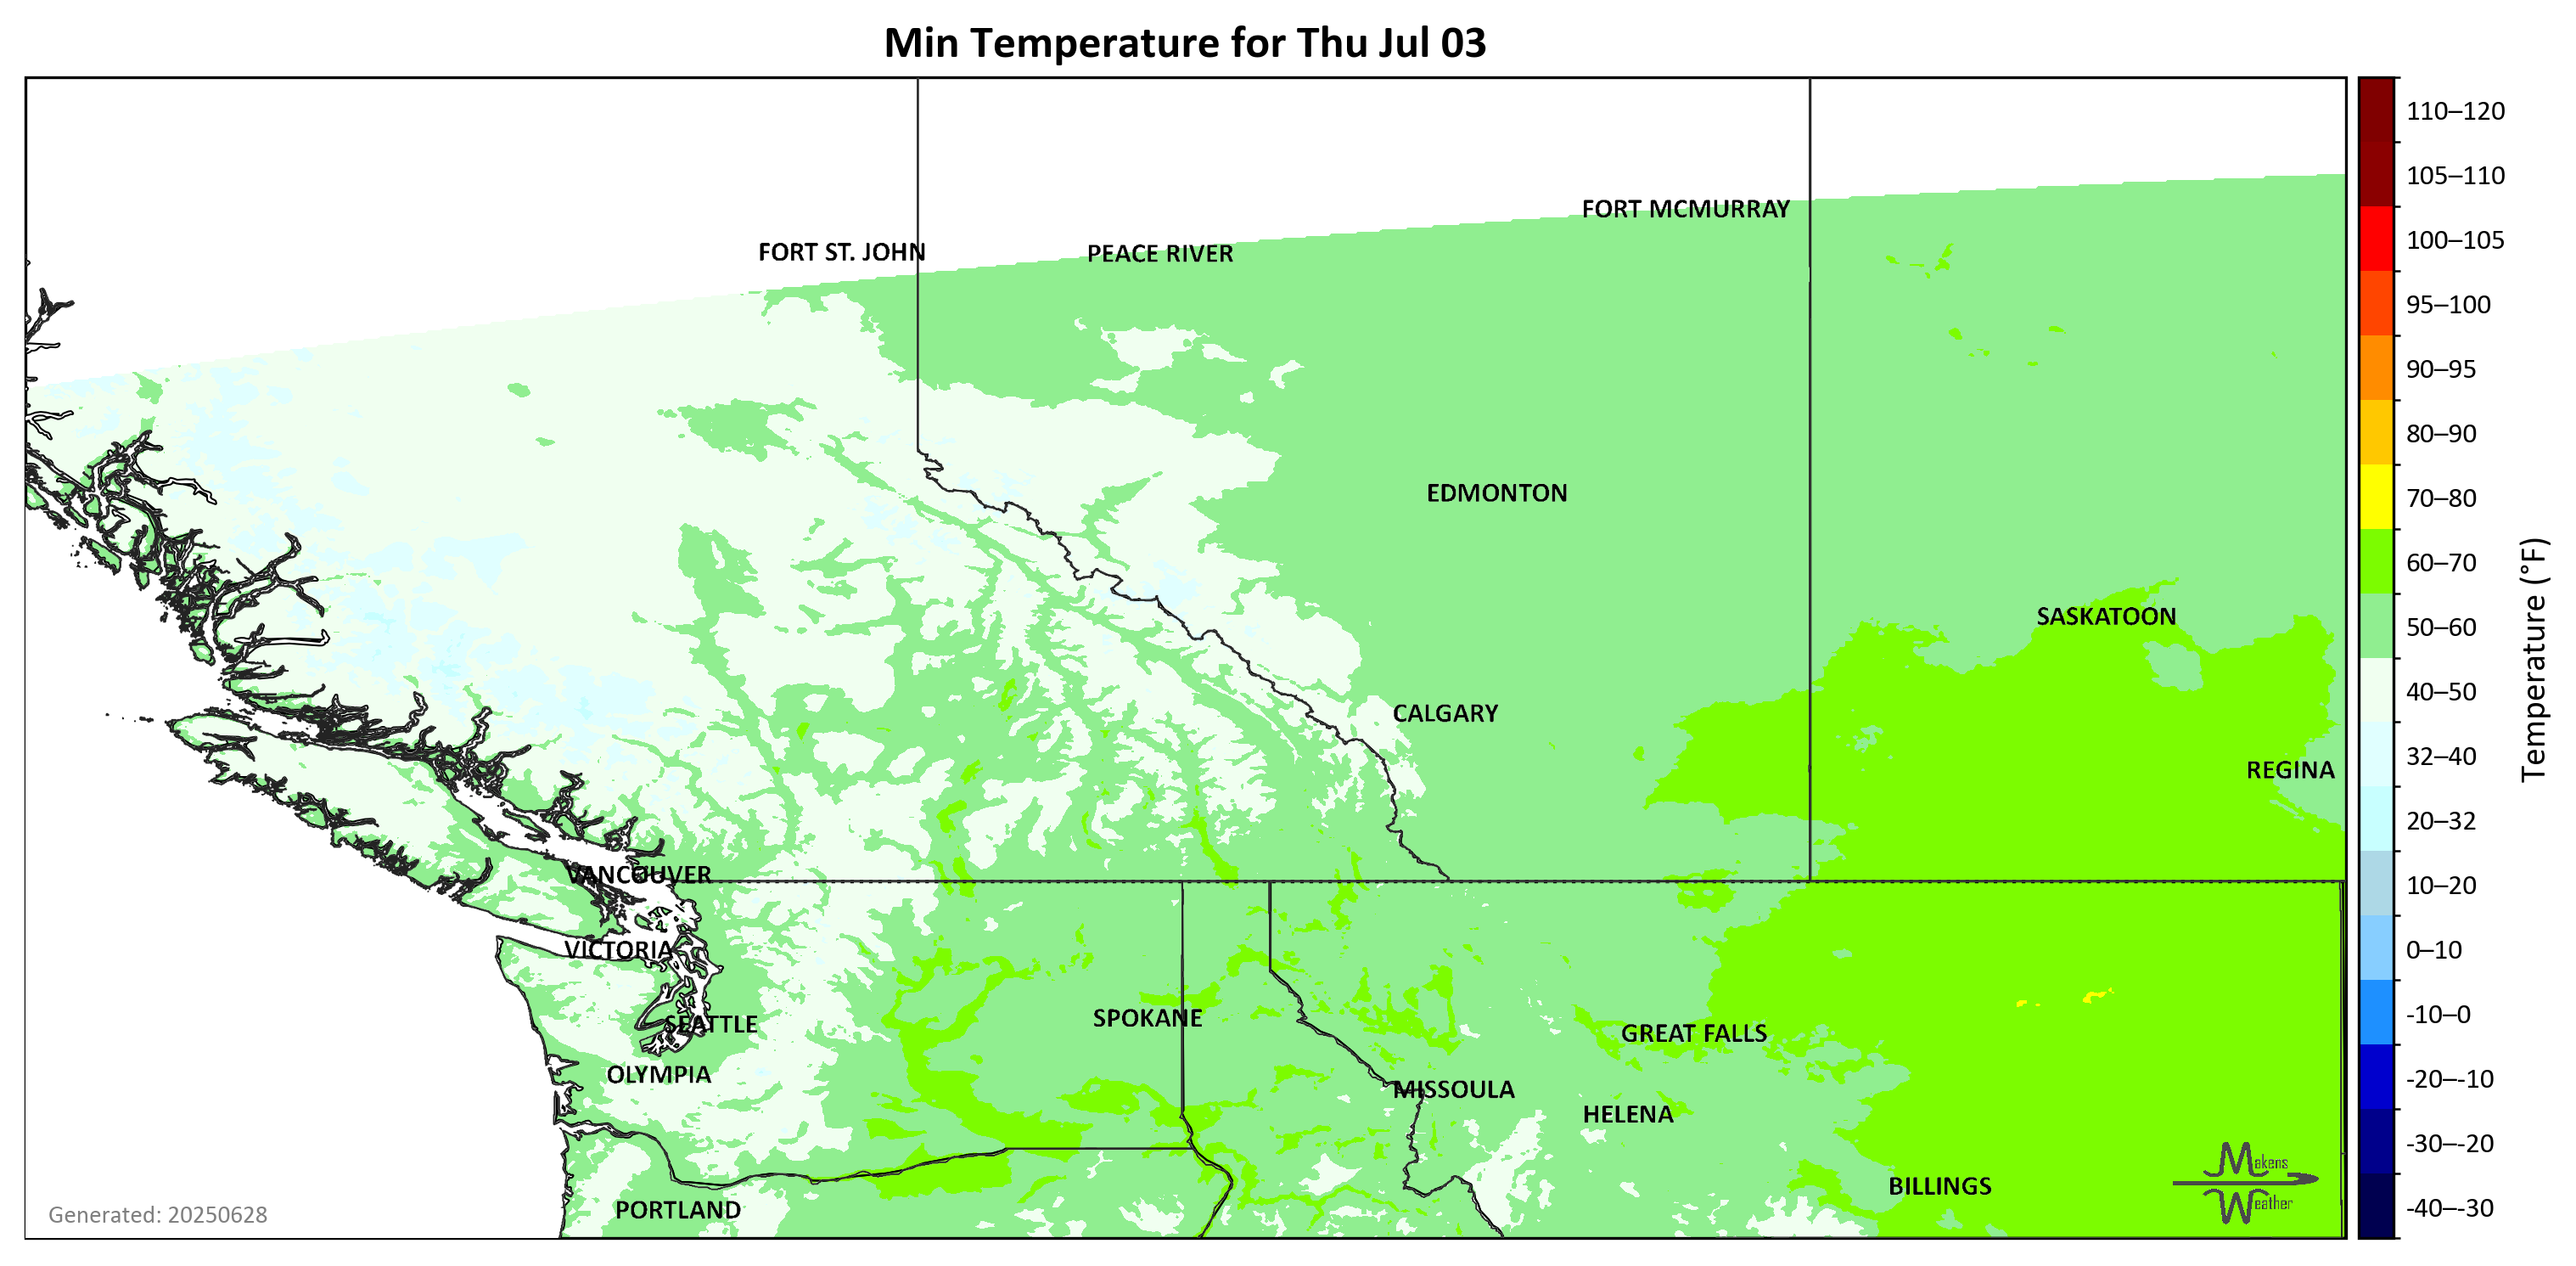 Min Temperature for Thu Jul 03
110–120
105–110
100–105
95–100
90–95
80–90
70–80
60–70
50–60
40–50
32–40
20–32
10–20
0–10
-10–0
-20–-10
-30–-20
-40–-30
Temperature (°F)
FORT MCMURRAY
FORT ST. JOHN
PEACE RIVER
EDMONTON
SASKATOON
CALGARY
REGINA
VANCOUVER
VICTORIA
SEATTLE
SPOKANE
GREAT FALLS
OLYMPIA
MISSOULA
HELENA
BILLINGS
PORTLAND
Makens
Weather
Generated: 20250628